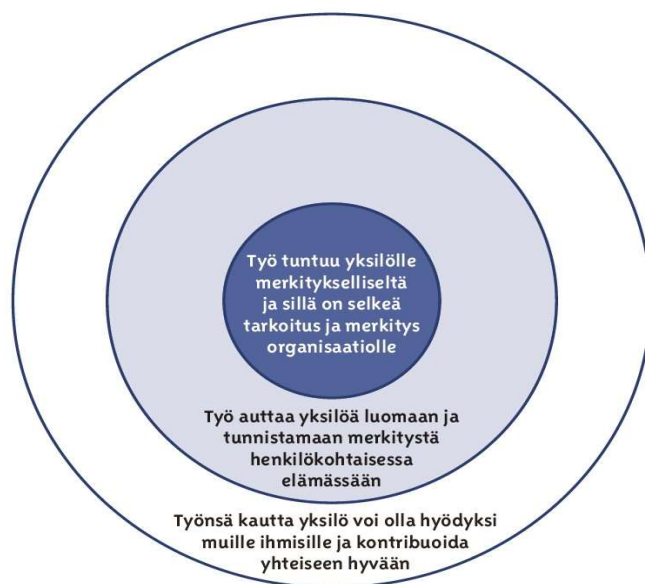 Työ tuntuu yksilölle
merkitykselliseltä
ja sillä on selkeä
tarkoitus ja merkitys
organisaatiolle
Työ auttaa yksilöä luomaan ja
tunnistamaan merkitystä
henkilökohtaisessa
elämässään
Työnsä kautta yksilö voi olla hyödyksi
muille ihmisille ja kontribuoida
yhteiseen hyvään